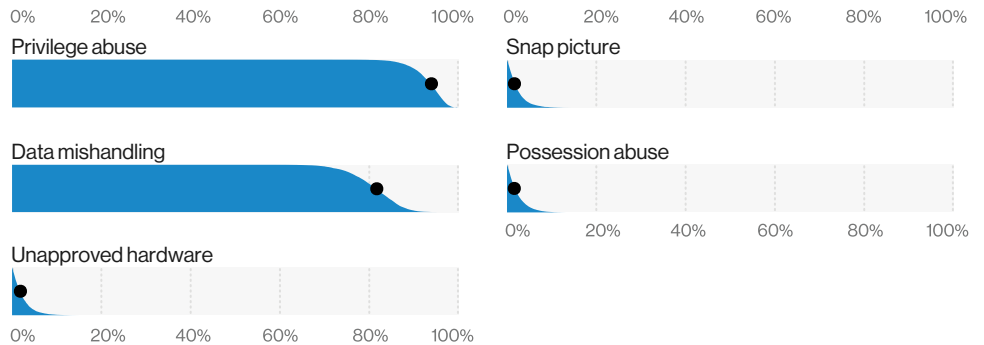 0% 20% 40% 60% 80% 100%
Privilege abuse
Data mishandling
Unapproved hardware
0% 20% 40% 60% 80% 100%
0% 20% 40% 60% 80% 100%
Snap picture
Possession abuse
0% 20% 40% 60% 80% 100%